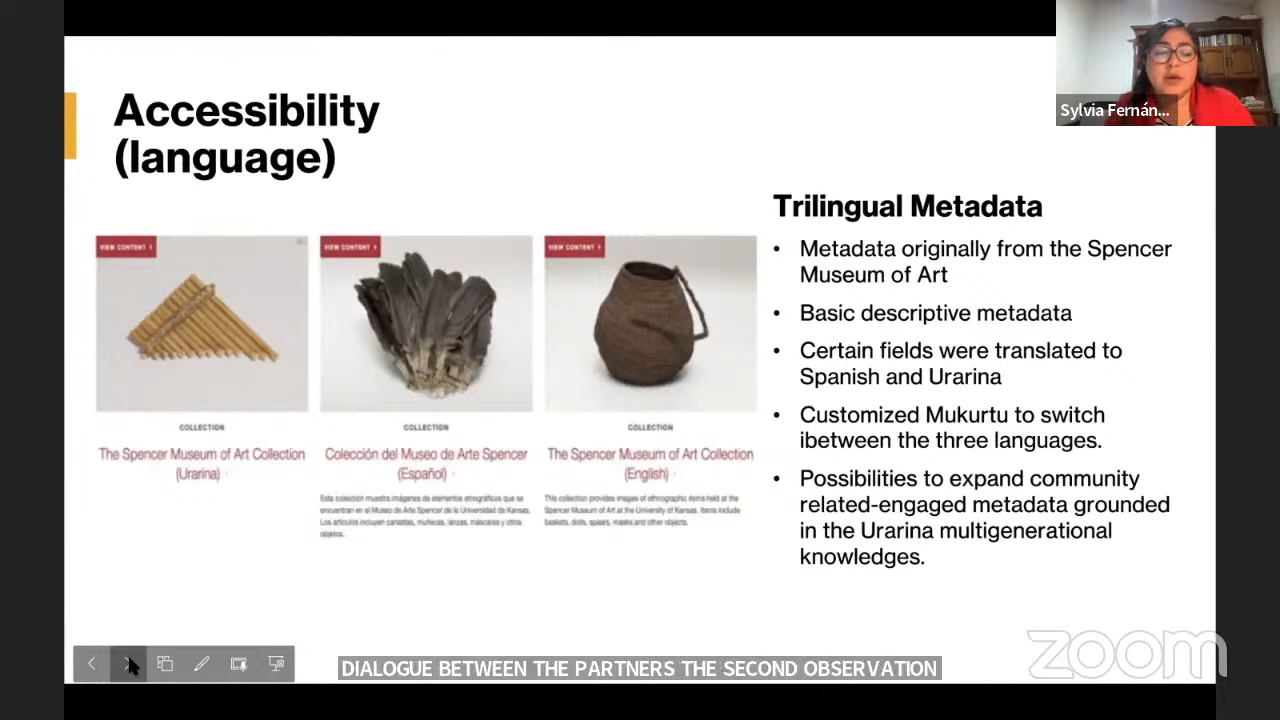 Accessibility
(language)
Sylvia Fernán...
Trilingual Metadata
• Metadata originally from the Spencer
Museum of Art
• Basic descriptive metadata
• Certain fields were translated to
Spanish and Urarina
• Customized Mukurtu to switch
ibetween the three languages.
• Possibilities to expand community
related-engaged metadata grounded
in the Urarina multigenerational
knowledges.
VIEW CONTENT
COLLECTION
The Spencer Museum of Art Collection
(Urarina)
VIEW CONTENT
COLLECTION
Colección del Museo de Arte Spencer
(Español)
Esta colección muestra imágenes de elementos etnográficos que se
encuentran en el Museo de Arte Spencer de la Universidad de Kansas.
Los artículos incluyen canastas, muñecas, lanzas, máscaras y otros
objetos.
VIEW CONTENT
COLLECTION
The Spencer Museum of Art Collection
(English)
This collection provides images of ethnographic items held at the
Spencer Museum of Art at the University of Kansas. Items include
baskets, dolls, spears, masks and other objects.
zoom
DIALOGUE BETWEEN THE PARTNERS THE SECOND OBSERVATION